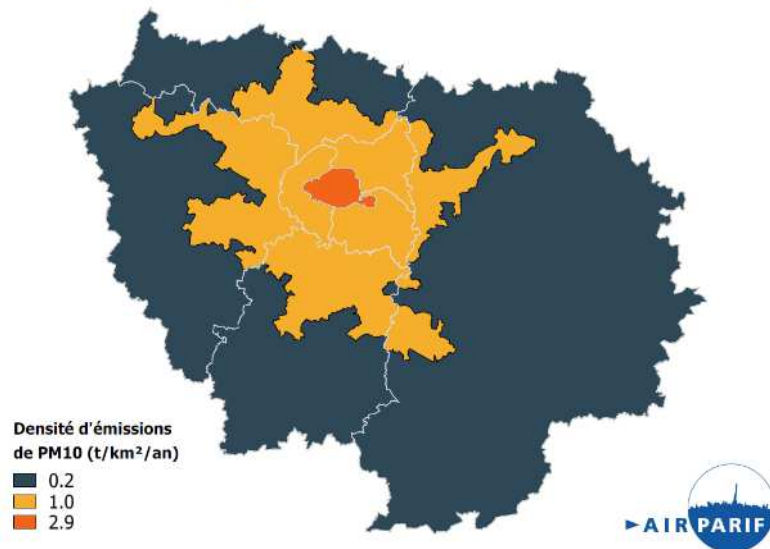 Densité d'émissions
de PM10 (t/km²/an)
0.2
1.0
2.9
AIRPARIF